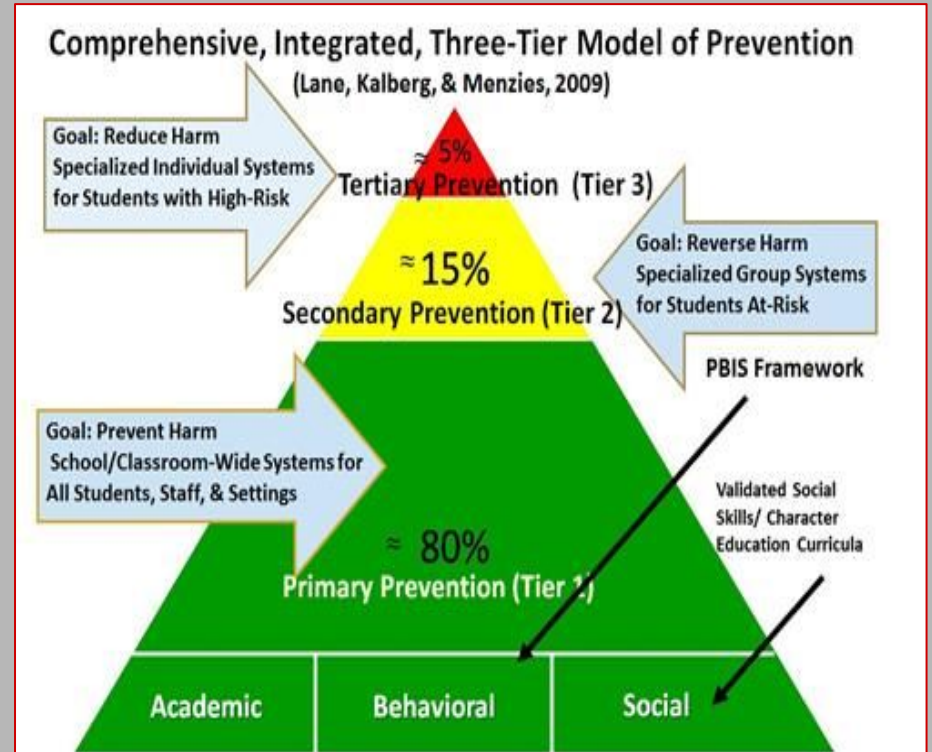 Comprehensive, Integrated, Three-Tier Model of Prevention
(Lane, Kalberg, & Menzies, 2009)
Goal: Reduce Harm
Specialized Individual Systems
for Students with High-Risk
≈ 5%
Tertiary Prevention (Tier 3)
Goal: Reverse Harm
Specialized Group Systems
for Students At-Risk
≈ 15%
Secondary Prevention (Tier 2)
PBIS Framework
Goal: Prevent Harm
School/Classroom-Wide Systems for
All Students, Staff, & Settings
Validated Social
Skills/ Character
Education Curricula
≈ 80%
Primary Prevention (Tier 1)
Academic
Behavioral
Social